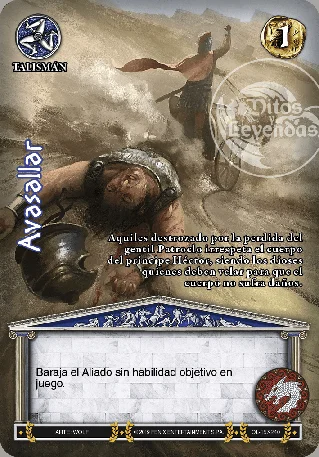 TALISMÁN
1
Mitos y
Leyendas
Avasallar
Aquiles destrozado por la perdida del
gentil Patroclo irrespeta el cuerpo
del príncipe Héctor, siendo los dioses
quienes deben velar para que el
cuerpo no sufra daños.
Baraja el Aliado sin habilidad objetivo en
juego.